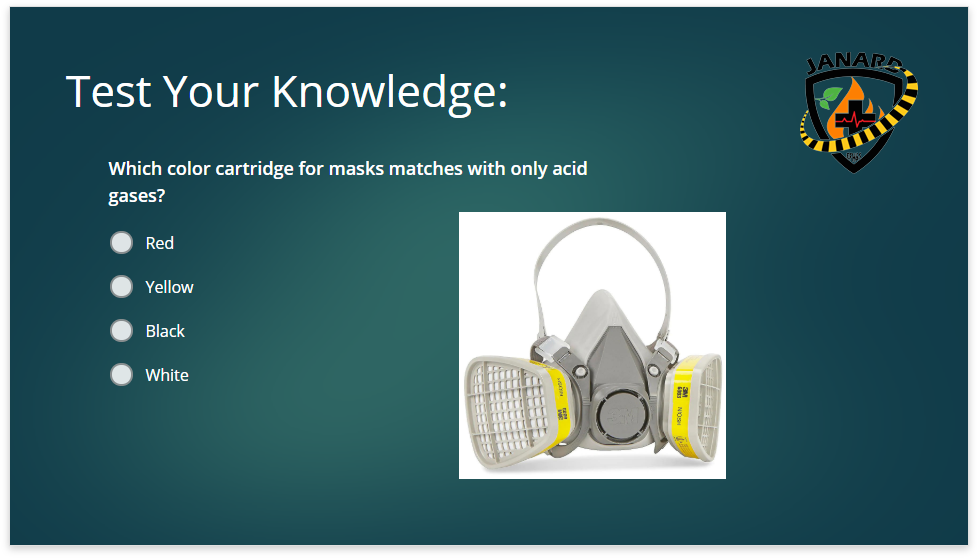 JANARD
Test Your Knowledge:
Which color cartridge for masks matches with only acid
gases?
Red
Yellow
Black
White
NIOSH
3M